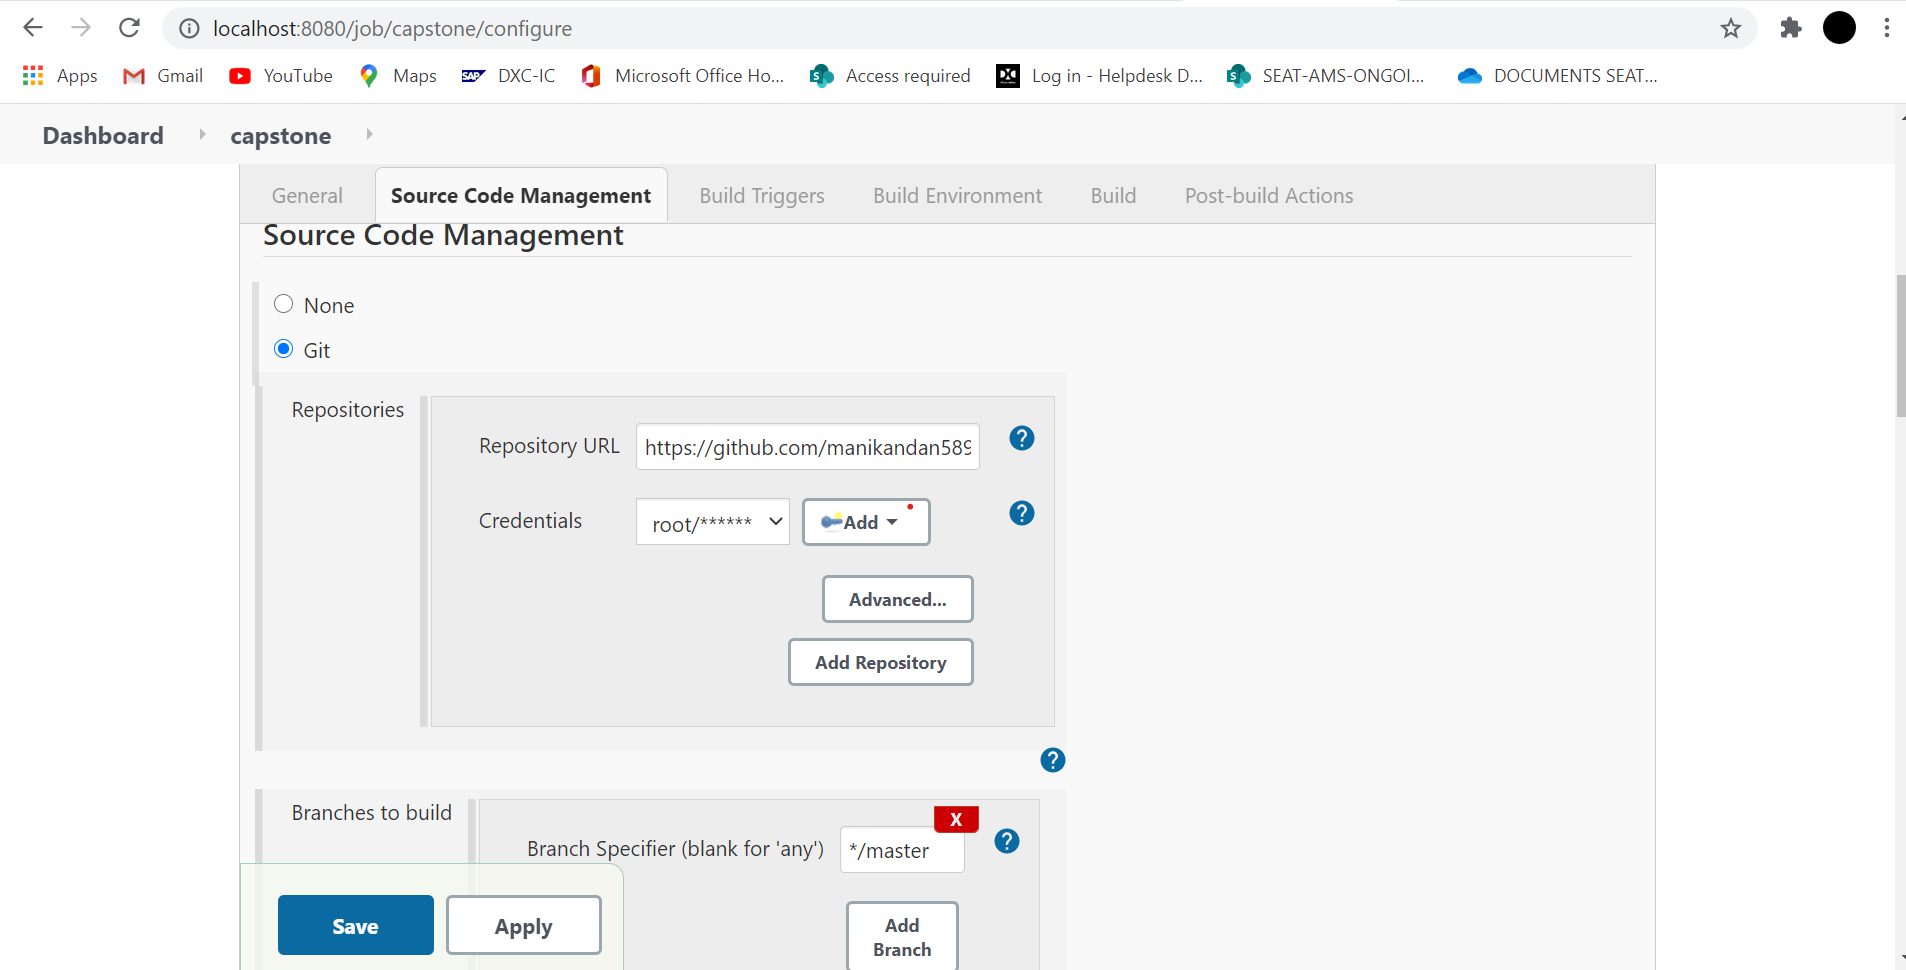 localhost:8080/job/capstone/configure
Apps Gmail YouTube Maps SAP DXC-IC Microsoft Office Ho... S Access required Log in - Helpdesk D... S SEAT-AMS-ONGOI... DOCUMENTS SEAT...
Dashboard capstone
General Source Code Management Build Triggers Build Environment Build Post-build Actions
Source Code Management
None
Git
Repositories
Repository URL https://github.com/manikandan589 ?
Credentials root/****** Add ?
Advanced...
Add Repository
?
Branches to build
X
Branch Specifier (blank for 'any') */master ?
Save Apply
Add
Branch